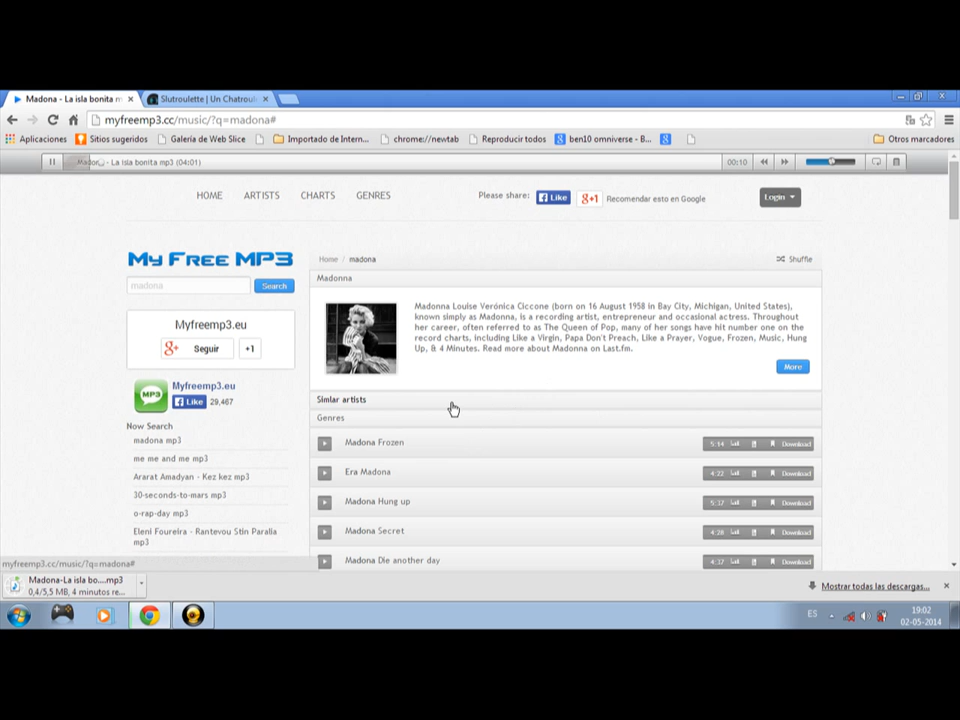 Madona - La isla bonita m
Slutroulette | Un Chatroul
myfreemp3.cc/music/?q=madona#
Aplicaciones
Sitios sugeridos
Galería de Web Slice
Importado de Intern...
chrome://newtab
Reproducir todos
ben10 omniverse - B...
Otros marcadores
- La Isla bonita mp3 (04:01)
00:10
HOME
ARTISTS
CHARTS
GENRES
Please share:
Like
g+1
Recomendar esto en Google
Login
My Free MP3
madona
Search
Home / madona
Shuffle
Madonna
Madonna Louise Verónica Ciccone (born on 16 August 1958 in Bay City, Michigan, United States),
known simply as Madonna, is a recording artist, entrepreneur and occasional actress. Throughout
her career, often referred to as The Queen of Pop, many of her songs have hit number one on the
record charts, including Like a Virgin, Papa Don't Preach, Like a Prayer, Vogue, Frozen, Music, Hung
Up, & 4 Minutes. Read more about Madonna on Last.fm.
More
Myfreemp3.eu
g+ Seguir
+1
MP3
Myfreemp3.eu
Like
29,467
Now Search
madona mp3
me me and me mp3
Ararat Amadyan - Kez kez mp3
30-seconds-to-mars mp3
o-rap-day mp3
Eleni Foureira - Rantevou Stin Paralia
mp3
Simlar artists
Genres
Madona Frozen
5:14
Download
Era Madona
4:22
Download
Madona Hung up
5:37
Download
Madona Secret
4:28
Download
Madona Die another day
4:37
Download
myfreemp3.cc/music/?q=madona#
Madona-La isla bo....mp3
0,4/5,5 MB, 4 minutos re...
Mostrar todas las descargas...
ES
19:02
02-05-2014